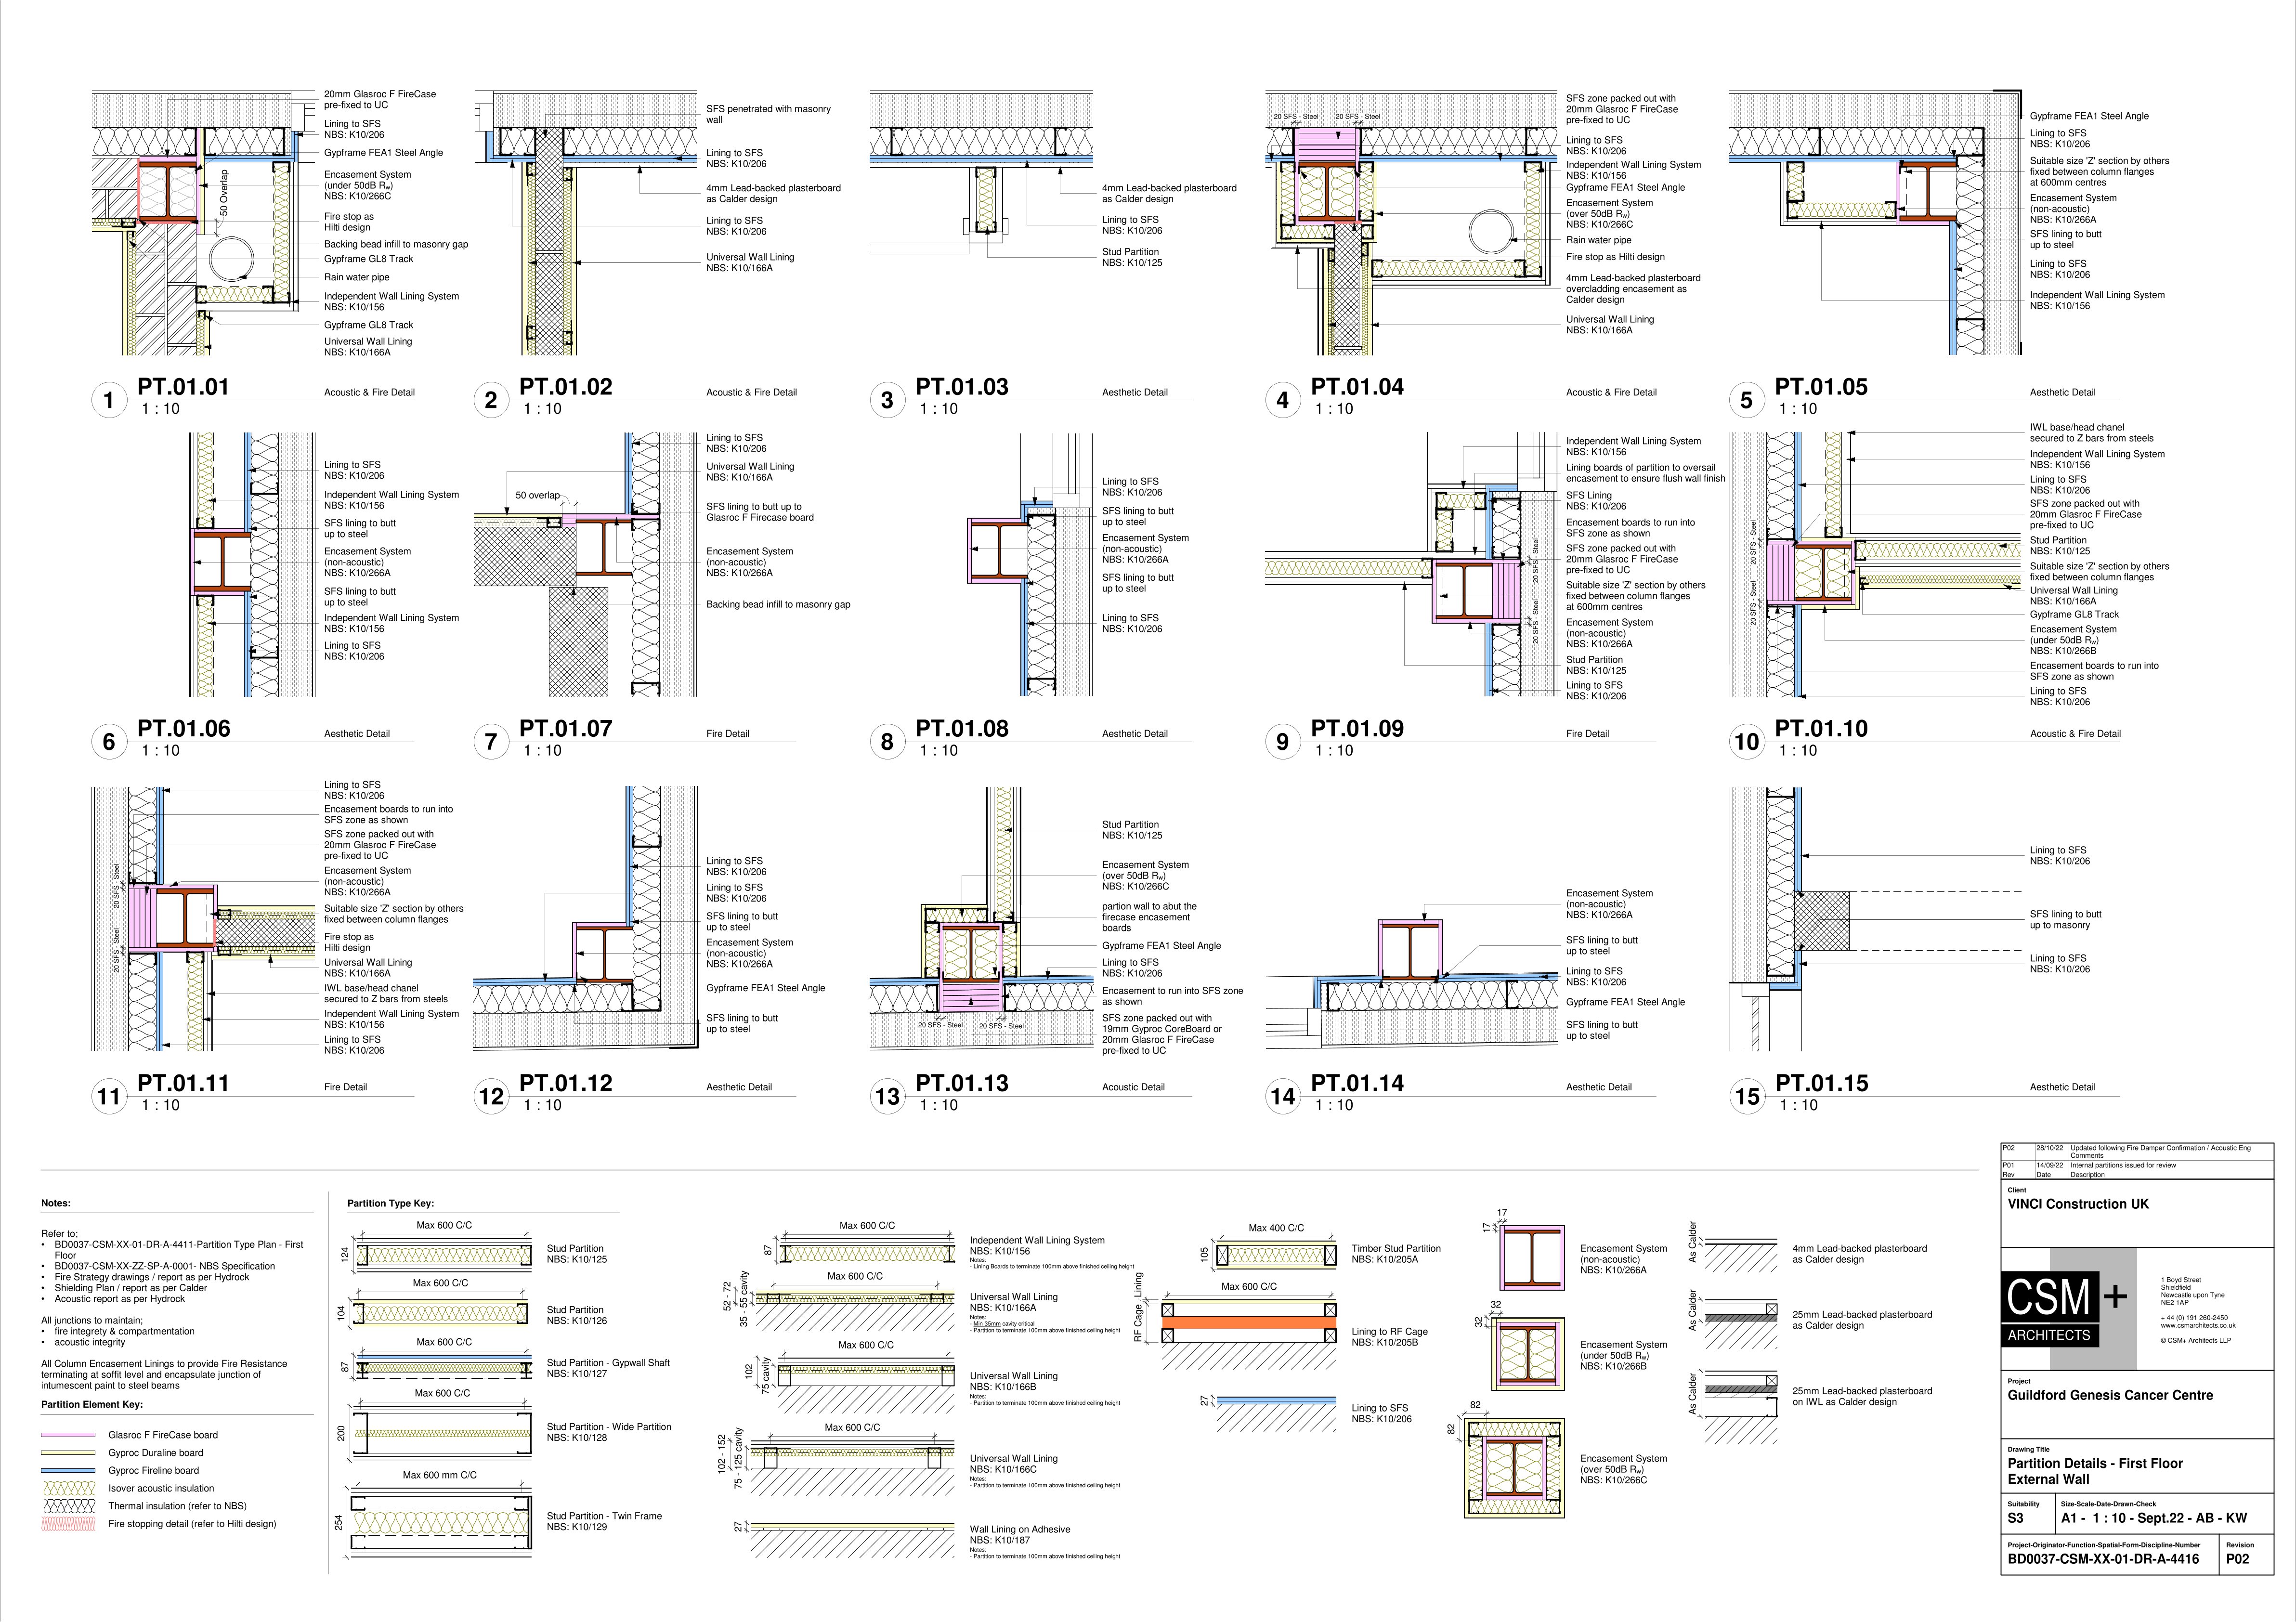 20mm Glasroc F FireCase
pre-fixed to UC
Lining to SFS
NBS: K10/206
Gypframe FEA1 Steel Angle
Encasement System
(under 50dB Rw)
NBS: K10/266C
50 Overlap
Fire stop as
Hilti design
Backing bead infill to masonry gap
Gypframe GL8 Track
Rain water pipe
Independent Wall Lining System
NBS: K10/156
Gypframe GL8 Track
Universal Wall Lining
NBS: K10/166A
1
PT.01.01
1 : 10
Acoustic & Fire Detail
SFS penetrated with masonry
wall
Lining to SFS
NBS: K10/206
4mm Lead-backed plasterboard
as Calder design
Lining to SFS
NBS: K10/206
Universal Wall Lining
NBS: K10/166A
2
PT.01.02
1 : 10
Acoustic & Fire Detail
4mm Lead-backed plasterboard
as Calder design
Lining to SFS
NBS: K10/206
Stud Partition
NBS: K10/125
3
PT.01.03
1 : 10
Aesthetic Detail
20 SFS - Steel
20 SFS - Steel
SFS zone packed out with
20mm Glasroc F FireCase
pre-fixed to UC
Lining to SFS
NBS: K10/206
Independent Wall Lining System
NBS: K10/156
Gypframe FEA1 Steel Angle
Encasement System
(over 50dB Rw)
NBS: K10/266C
Rain water pipe
Fire stop as Hilti design
4mm Lead-backed plasterboard
overcladding encasement as
Calder design
Universal Wall Lining
NBS: K10/166A
4
PT.01.04
1 : 10
Acoustic & Fire Detail
Gypframe FEA1 Steel Angle
Lining to SFS
NBS: K10/206
Suitable size 'Z' section by others
fixed between column flanges
at 600mm centres
Encasement System
(non-acoustic)
NBS: K10/266A
SFS lining to butt
up to steel
Lining to SFS
NBS: K10/206
Independent Wall Lining System
NBS: K10/156
5
PT.01.05
1 : 10
Aesthetic Detail
Lining to SFS
NBS: K10/206
Independent Wall Lining System
NBS: K10/156
SFS lining to butt
up to steel
Encasement System
(non-acoustic)
NBS: K10/266A
SFS lining to butt
up to steel
Independent Wall Lining System
NBS: K10/156
Lining to SFS
NBS: K10/206
6
PT.01.06
1 : 10
Aesthetic Detail
50 overlap
Lining to SFS
NBS: K10/206
Universal Wall Lining
NBS: K10/166A
SFS lining to butt up to
Glasroc F Firecase board
Encasement System
(non-acoustic)
NBS: K10/266A
Backing bead infill to masonry gap
7
PT.01.07
1 : 10
Fire Detail
Lining to SFS
NBS: K10/206
SFS lining to butt
up to steel
Encasement System
(non-acoustic)
NBS: K10/266A
SFS lining to butt
up to steel
Lining to SFS
NBS: K10/206
8
PT.01.08
1 : 10
Aesthetic Detail
Independent Wall Lining System
NBS: K10/156
Lining boards of partition to oversail
encasement to ensure flush wall finish
SFS Lining
NBS: K10/206
Encasement boards to run into
SFS zone as shown
SFS zone packed out with
20mm Glasroc F FireCase
pre-fixed to UC
Suitable size 'Z' section by others
fixed between column flanges
at 600mm centres
Encasement System
(non-acoustic)
NBS: K10/266A
Stud Partition
NBS: K10/125
Lining to SFS
NBS: K10/206
20 SFS - Steel
20 SFS - Steel
9
PT.01.09
1 : 10
Fire Detail
IWL base/head chanel
secured to Z bars from steels
Independent Wall Lining System
NBS: K10/156
Lining to SFS
NBS: K10/206
SFS zone packed out with
20mm Glasroc F FireCase
pre-fixed to UC
Stud Partition
NBS: K10/125
Suitable size 'Z' section by others
fixed between column flanges
Universal Wall Lining
NBS: K10/166A
Gypframe GL8 Track
Encasement System
(under 50dB Rw)
NBS: K10/266B
Encasement boards to run into
SFS zone as shown
Lining to SFS
NBS: K10/206
20 SFS - Steel
20 SFS - Steel
10
PT.01.10
1 : 10
Acoustic & Fire Detail
Lining to SFS
NBS: K10/206
Encasement boards to run into
SFS zone as shown
SFS zone packed out with
20mm Glasroc F FireCase
pre-fixed to UC
Encasement System
(non-acoustic)
NBS: K10/266A
Suitable size 'Z' section by others
fixed between column flanges
Fire stop as
Hilti design
Universal Wall Lining
NBS: K10/166A
IWL base/head chanel
secured to Z bars from steels
Independent Wall Lining System
NBS: K10/156
Lining to SFS
NBS: K10/206
20 SFS - Steel
20 SFS - Steel
11
PT.01.11
1 : 10
Fire Detail
Lining to SFS
NBS: K10/206
Lining to SFS
NBS: K10/206
SFS lining to butt
up to steel
Encasement System
(non-acoustic)
NBS: K10/266A
Gypframe FEA1 Steel Angle
SFS lining to butt
up to steel
12
PT.01.12
1 : 10
Aesthetic Detail
Stud Partition
NBS: K10/125
Encasement System
(over 50dB Rw)
NBS: K10/266C
partion wall to abut the
firecase encasement
boards
Gypframe FEA1 Steel Angle
Lining to SFS
NBS: K10/206
Encasement to run into SFS zone
as shown
SFS zone packed out with
19mm Gyproc CoreBoard or
20mm Glasroc F FireCase
pre-fixed to UC
20 SFS - Steel
20 SFS - Steel
13
PT.01.13
1 : 10
Acoustic Detail
Encasement System
(non-acoustic)
NBS: K10/266A
SFS lining to butt
up to steel
Lining to SFS
NBS: K10/206
Gypframe FEA1 Steel Angle
SFS lining to butt
up to steel
14
PT.01.14
1 : 10
Aesthetic Detail
Lining to SFS
NBS: K10/206
SFS lining to butt
up to masonry
Lining to SFS
NBS: K10/206
15
PT.01.15
1 : 10
Aesthetic Detail
Notes:
Refer to;
• BD0037-CSM-XX-01-DR-A-4411-Partition Type Plan - First
Floor
• BD0037-CSM-XX-ZZ-SP-A-0001- NBS Specification
• Fire Strategy drawings / report as per Hydrock
• Shielding Plan / report as per Calder
• Acoustic report as per Hydrock
All junctions to maintain;
• fire integrety & compartmentation
• acoustic integrity
All Column Encasement Linings to provide Fire Resistance
terminating at soffit level and encapsulate junction of
intumescent paint to steel beams
Partition Element Key:
Glasroc F FireCase board
Gyproc Duraline board
Gyproc Fireline board
Isover acoustic insulation
Thermal insulation (refer to NBS)
Fire stopping detail (refer to Hilti design)
Partition Type Key:
Max 600 C/C
124
Stud Partition
NBS: K10/125
Max 600 C/C
104
Stud Partition
NBS: K10/126
Max 600 C/C
87
Stud Partition - Gypwall Shaft
NBS: K10/127
Max 600 C/C
200
Stud Partition - Wide Partition
NBS: K10/128
Max 600 mm C/C
254
Stud Partition - Twin Frame
NBS: K10/129
Max 600 C/C
87
Independent Wall Lining System
NBS: K10/156
Notes:
- Lining Boards to terminate 100mm above finished ceiling height
Max 600 C/C
52 - 72
35 - 55 cavity
Universal Wall Lining
NBS: K10/166A
Notes:
- Min 35mm cavity critical
- Partition to terminate 100mm above finished ceiling height
Max 600 C/C
102
75 cavity
Universal Wall Lining
NBS: K10/166B
Notes:
- Partition to terminate 100mm above finished ceiling height
Max 600 C/C
102 - 152
75 - 125 cavity
Universal Wall Lining
NBS: K10/166C
Notes:
- Partition to terminate 100mm above finished ceiling height
27
Wall Lining on Adhesive
NBS: K10/187
Notes:
- Partition to terminate 100mm above finished ceiling height
Max 400 C/C
105
Timber Stud Partition
NBS: K10/205A
Max 600 C/C
RF Cage Lining
Lining to RF Cage
NBS: K10/205B
27
Lining to SFS
NBS: K10/206
17
17
Encasement System
(non-acoustic)
NBS: K10/266A
32
32
Encasement System
(under 50dB Rw)
NBS: K10/266B
82
82
Encasement System
(over 50dB Rw)
NBS: K10/266C
As Calder
4mm Lead-backed plasterboard
as Calder design
As Calder
25mm Lead-backed plasterboard
as Calder design
As Calder
25mm Lead-backed plasterboard
on IWL as Calder design
P02 28/10/22 Updated following Fire Damper Confirmation / Acoustic Eng
Comments
P01 14/09/22 Internal partitions issued for review
Rev Date Description
Client
VINCI Construction UK
CSM+
ARCHITECTS
1 Boyd Street
Shieldfield
Newcastle upon Tyne
NE2 1AP
+ 44 (0) 191 260-2450
www.csmarchitects.co.uk
© CSM+ Architects LLP
Project
Guildford Genesis Cancer Centre
Drawing Title
Partition Details - First Floor
External Wall
Suitability
S3
Size-Scale-Date-Drawn-Check
A1 - 1 : 10 - Sept.22 - AB - KW
Project-Originator-Function-Spatial-Form-Discipline-Number
BD0037-CSM-XX-01-DR-A-4416
Revision
P02